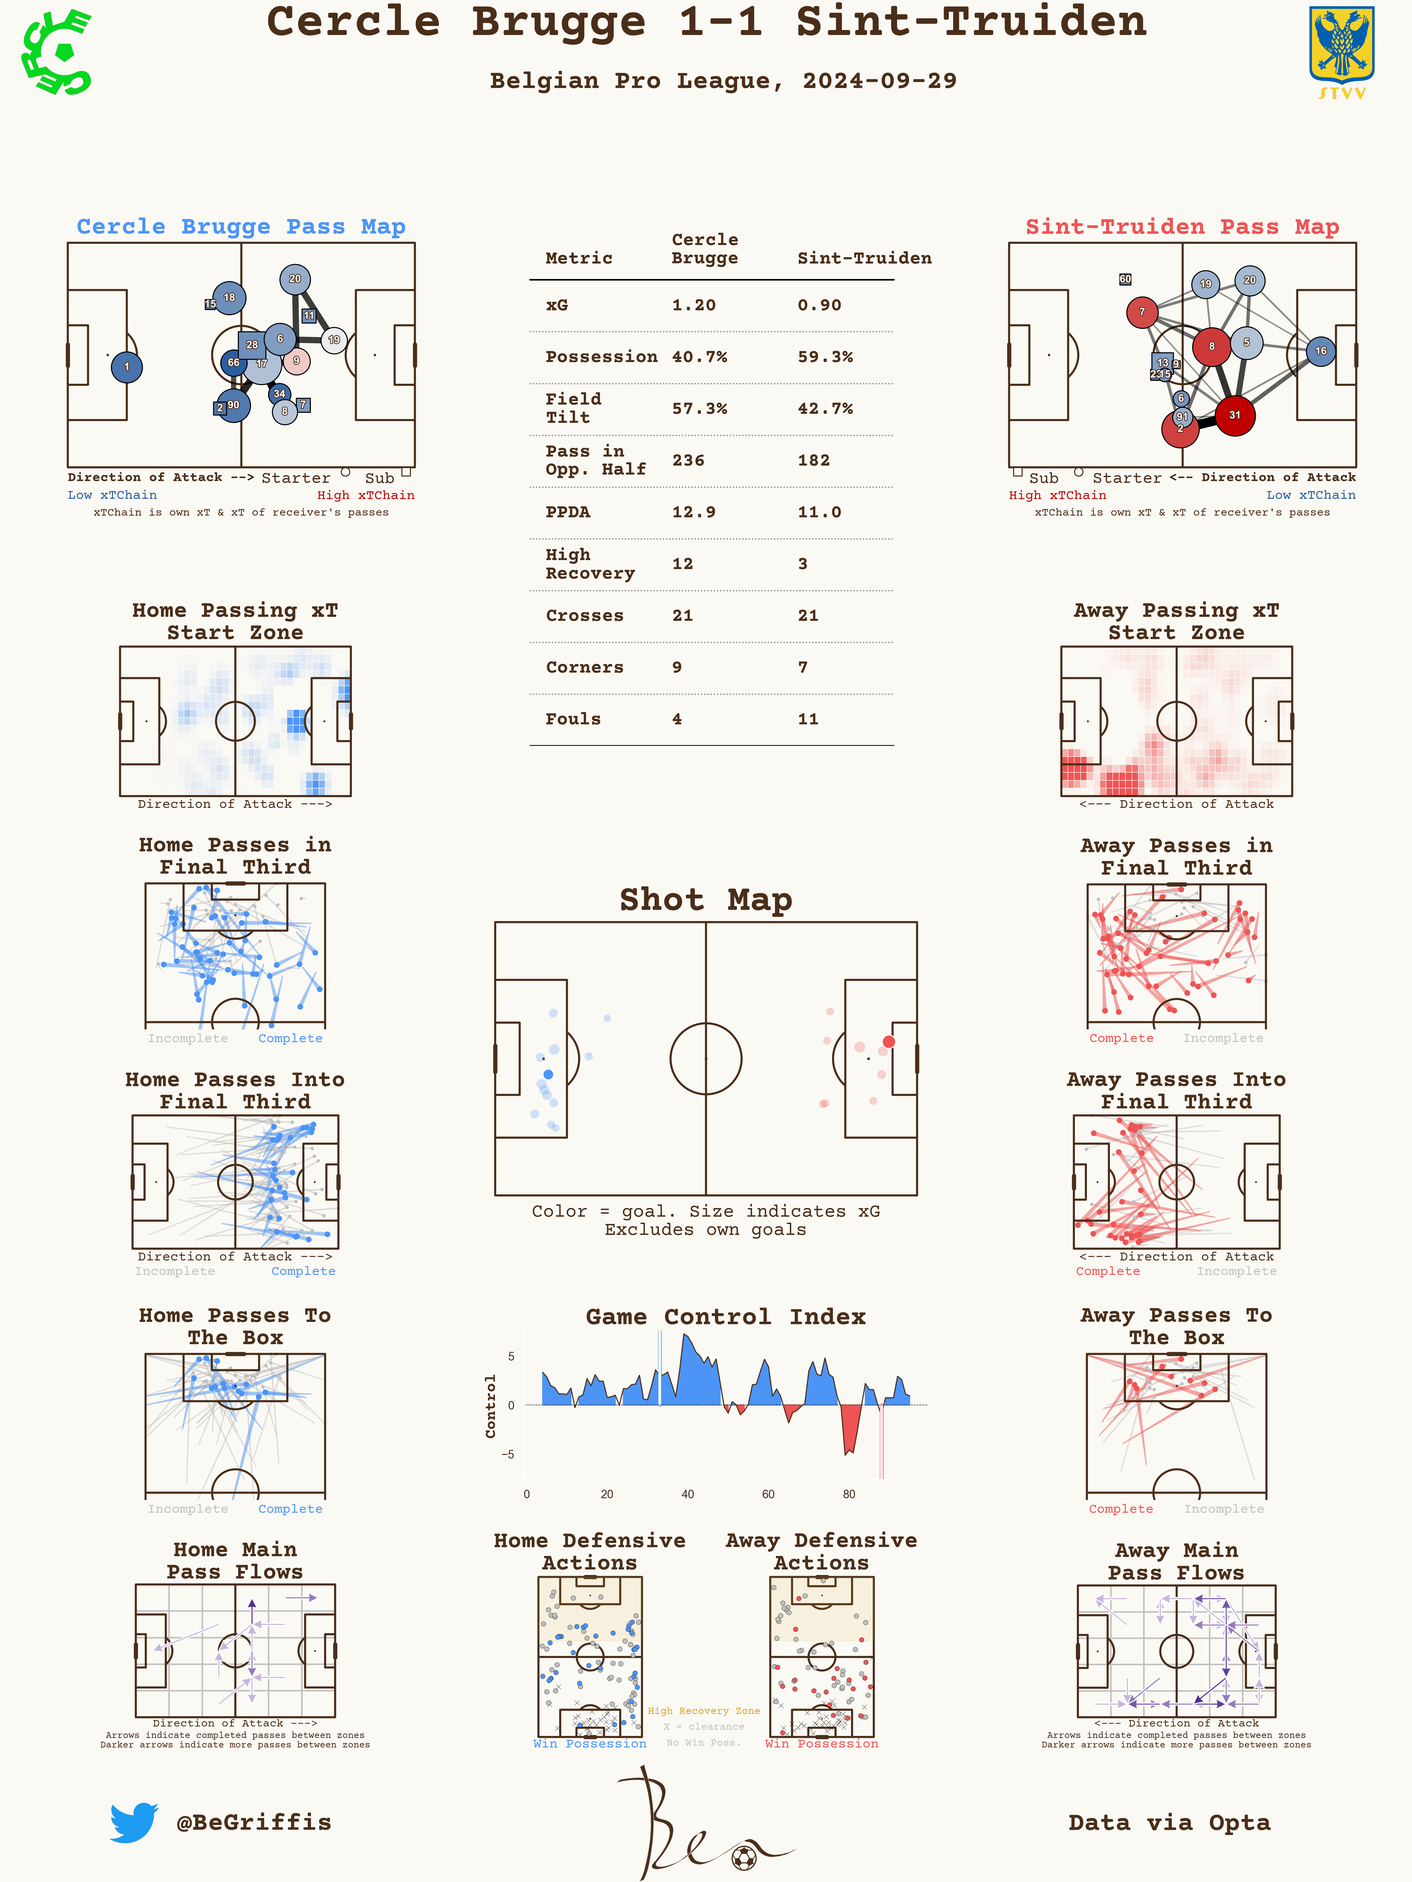 Cercle Brugge 1-1 Sint-Truiden
Belgian Pro League, 2024-09-29
CERCLE
STVV
Cercle Brugge Pass Map
20
18
15
11
6
19
28
9
66
17
1
34
90
2
8
7
Direction of Attack --> Starter Sub
Low xTChain High xTChain
xTChain is own xT & xT of receiver's passes
Metric Cercle Brugge Sint-Truiden
xG 1.20 0.90
Possession 40.7% 59.3%
Field Tilt 57.3% 42.7%
Pass in Opp. Half 236 182
PPDA 12.9 11.0
High Recovery 12 3
Crosses 21 21
Corners 9 7
Fouls 4 11
Sint-Truiden Pass Map
60
19
20
7
8
5
16
13
9
6
91
31
2
Sub Starter <-- Direction of Attack
High xTChain Low xTChain
xTChain is own xT & xT of receiver's passes
Home Passing xT
Start Zone
Direction of Attack --->
Away Passing xT
Start Zone
<--- Direction of Attack
Home Passes in
Final Third
Incomplete Complete
Away Passes in
Final Third
Complete Incomplete
Shot Map
Color = goal. Size indicates xG
Excludes own goals
Home Passes Into
Final Third
Direction of Attack --->
Incomplete Complete
Away Passes Into
Final Third
<--- Direction of Attack
Complete Incomplete
Home Passes To
The Box
Incomplete Complete
Game Control Index
Control
5
0
−5
0 20 40 60 80
Away Passes To
The Box
Complete Incomplete
Home Main
Pass Flows
Direction of Attack --->
Arrows indicate completed passes between zones
Darker arrows indicate more passes between zones
Home Defensive
Actions
Win Possession
Away Defensive
Actions
Win Possession
High Recovery Zone
X = clearance
No Win Poss.
Away Main
Pass Flows
<--- Direction of Attack
Arrows indicate completed passes between zones
Darker arrows indicate more passes between zones
@BeGriffis
Ben
Data via Opta